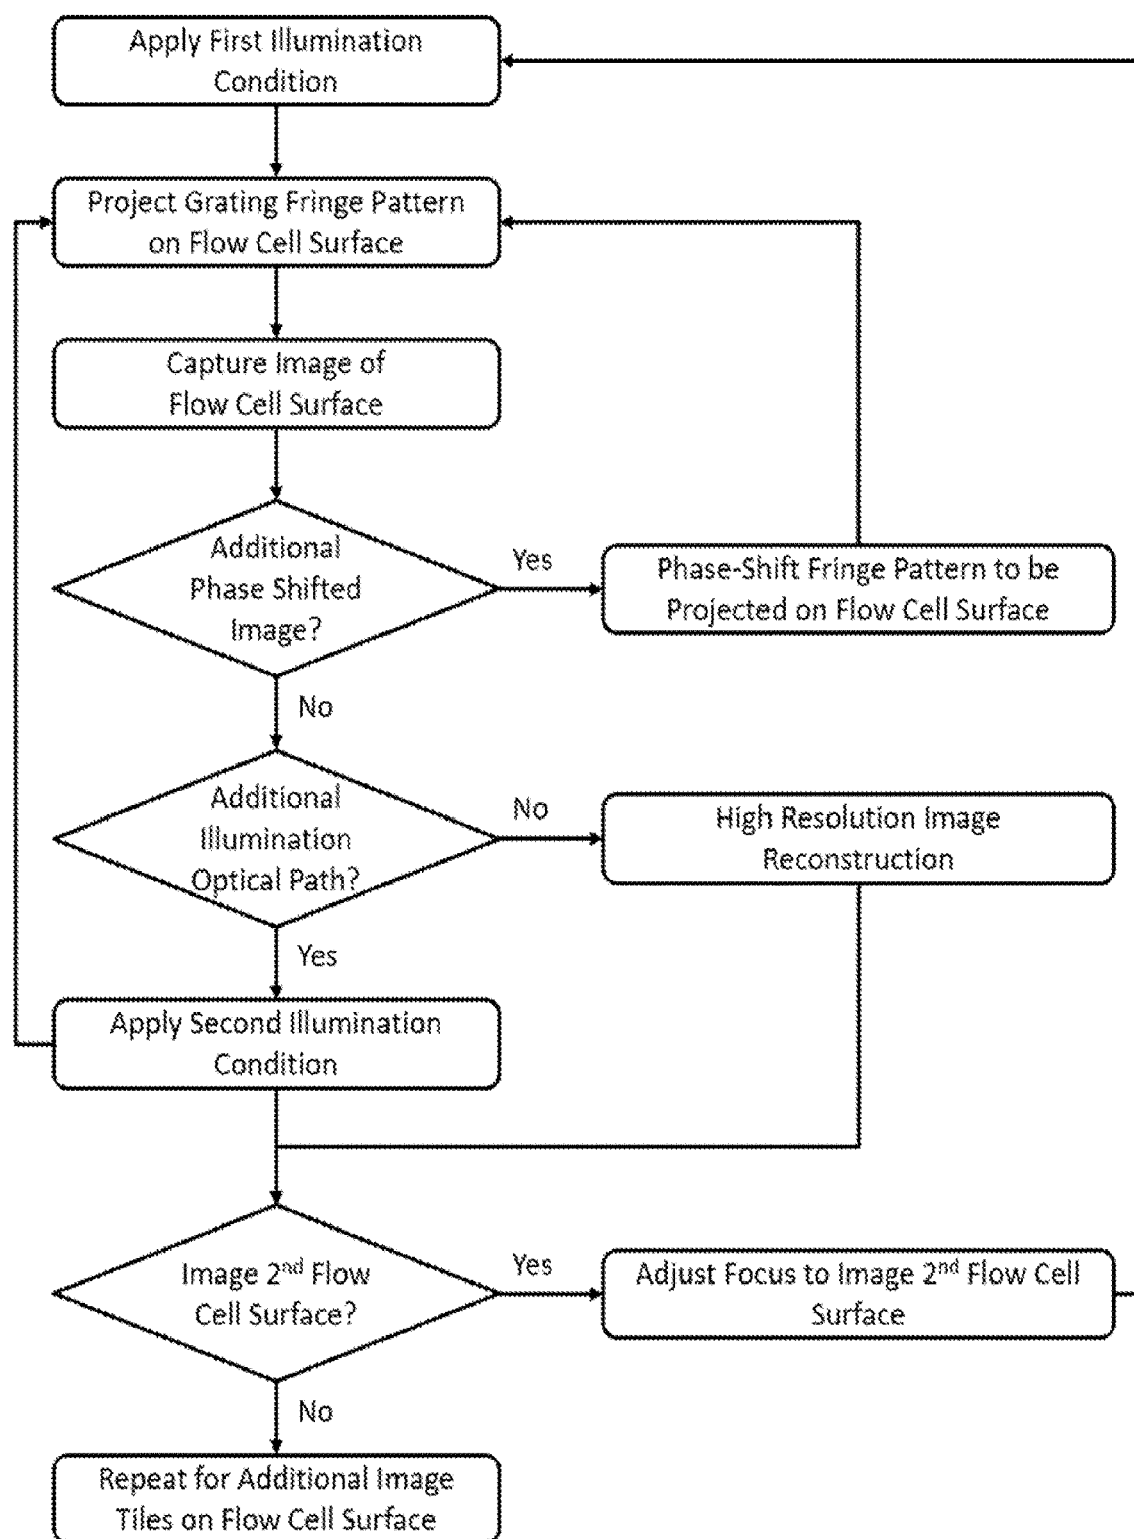 Apply First Illumination
Condition
Project Grating Fringe Pattern
on Flow Cell Surface
Capture Image of
Flow Cell Surface
Additional
Phase Shifted
Image?
Yes
Phase-Shift Fringe Pattern to be
Projected on Flow Cell Surface
No
Additional
Illumination
Optical Path?
No
High Resolution Image
Reconstruction
Yes
Apply Second Illumination
Condition
Image 2nd Flow
Cell Surface?
Yes
Adjust Focus to Image 2nd Flow Cell
Surface
No
Repeat for Additional Image
Tiles on Flow Cell Surface